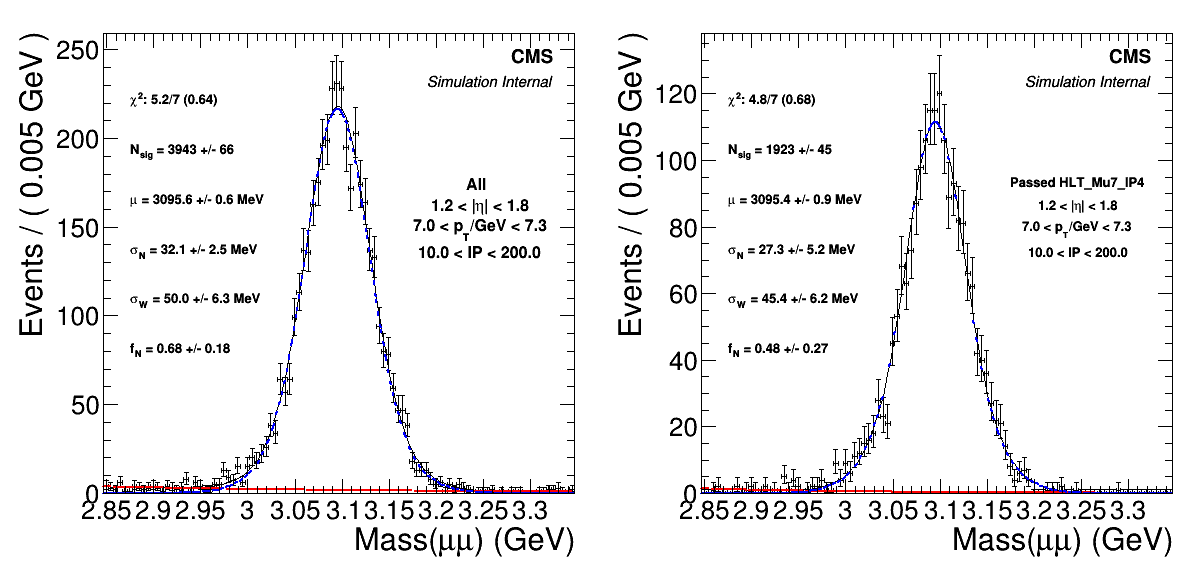 Events / ( 0.005 GeV )
250
200
150
100
50
0
CMS
Simulation Internal
χ²: 5.2/7 (0.64)
N_sig = 3943 +/- 66
μ = 3095.6 +/- 0.6 MeV
σ_N = 32.1 +/- 2.5 MeV
σ_W = 50.0 +/- 6.3 MeV
f_N = 0.68 +/- 0.18
All
1.2 < |η| < 1.8
7.0 < p_T/GeV < 7.3
10.0 < IP < 200.0
2.85 2.9 2.95 3 3.05 3.1 3.15 3.2 3.25 3.3
Mass(μμ) (GeV)
Events / ( 0.005 GeV )
120
100
80
60
40
20
0
CMS
Simulation Internal
χ²: 4.8/7 (0.68)
N_sig = 1923 +/- 45
μ = 3095.4 +/- 0.9 MeV
σ_N = 27.3 +/- 5.2 MeV
σ_W = 45.4 +/- 6.2 MeV
f_N = 0.48 +/- 0.27
Passed HLT_Mu7_IP4
1.2 < |η| < 1.8
7.0 < p_T/GeV < 7.3
10.0 < IP < 200.0
2.85 2.9 2.95 3 3.05 3.1 3.15 3.2 3.25 3.3
Mass(μμ) (GeV)